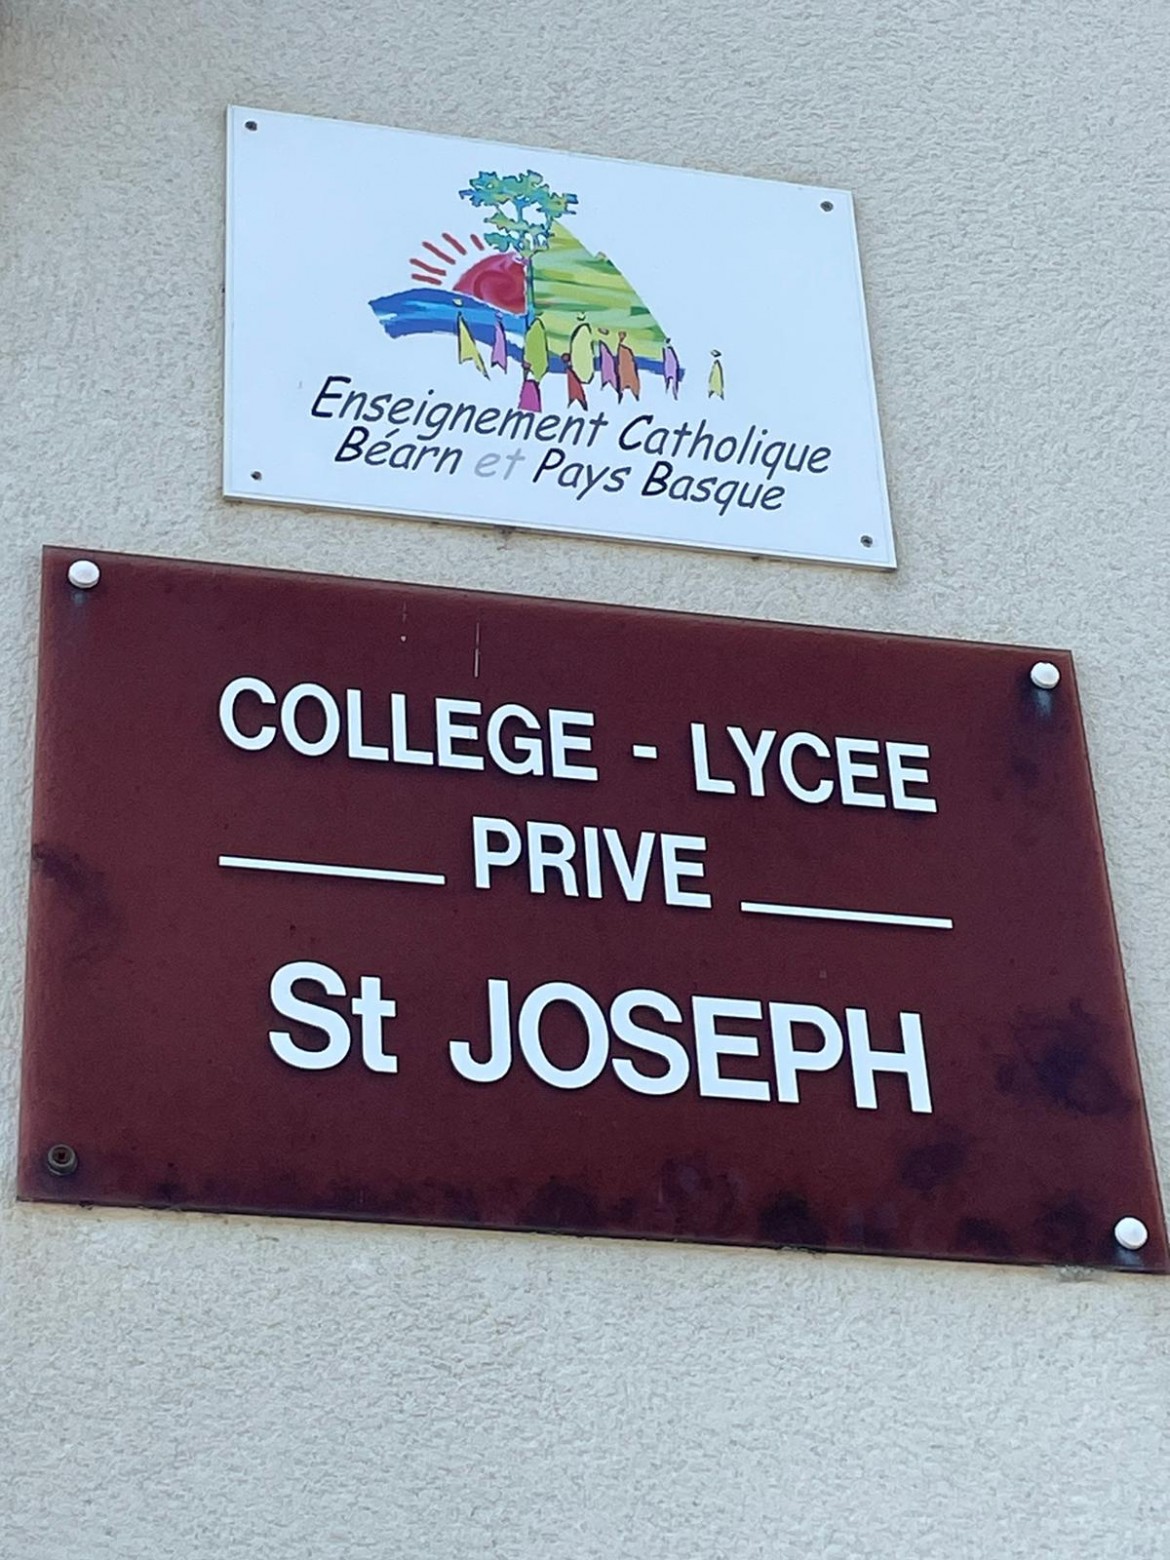 Enseignement Catholique
Béarn et Pays Basque
COLLEGE - LYCEE
PRIVE
St JOSEPH